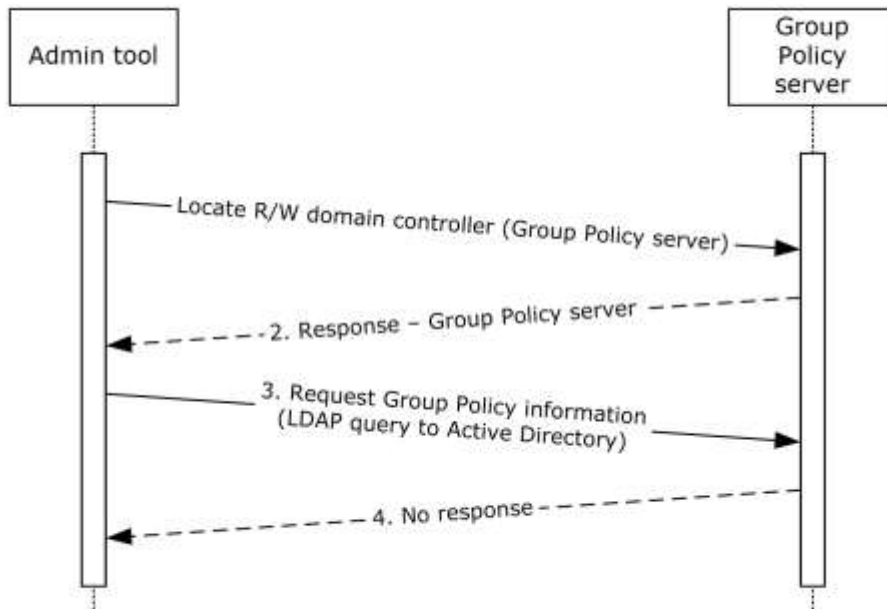 Admin tool
Group
Policy
server
Locate R/W domain controller (Group Policy server)
2. Response – Group Policy server
3. Request Group Policy information
(LDAP query to Active Directory)
4. No response